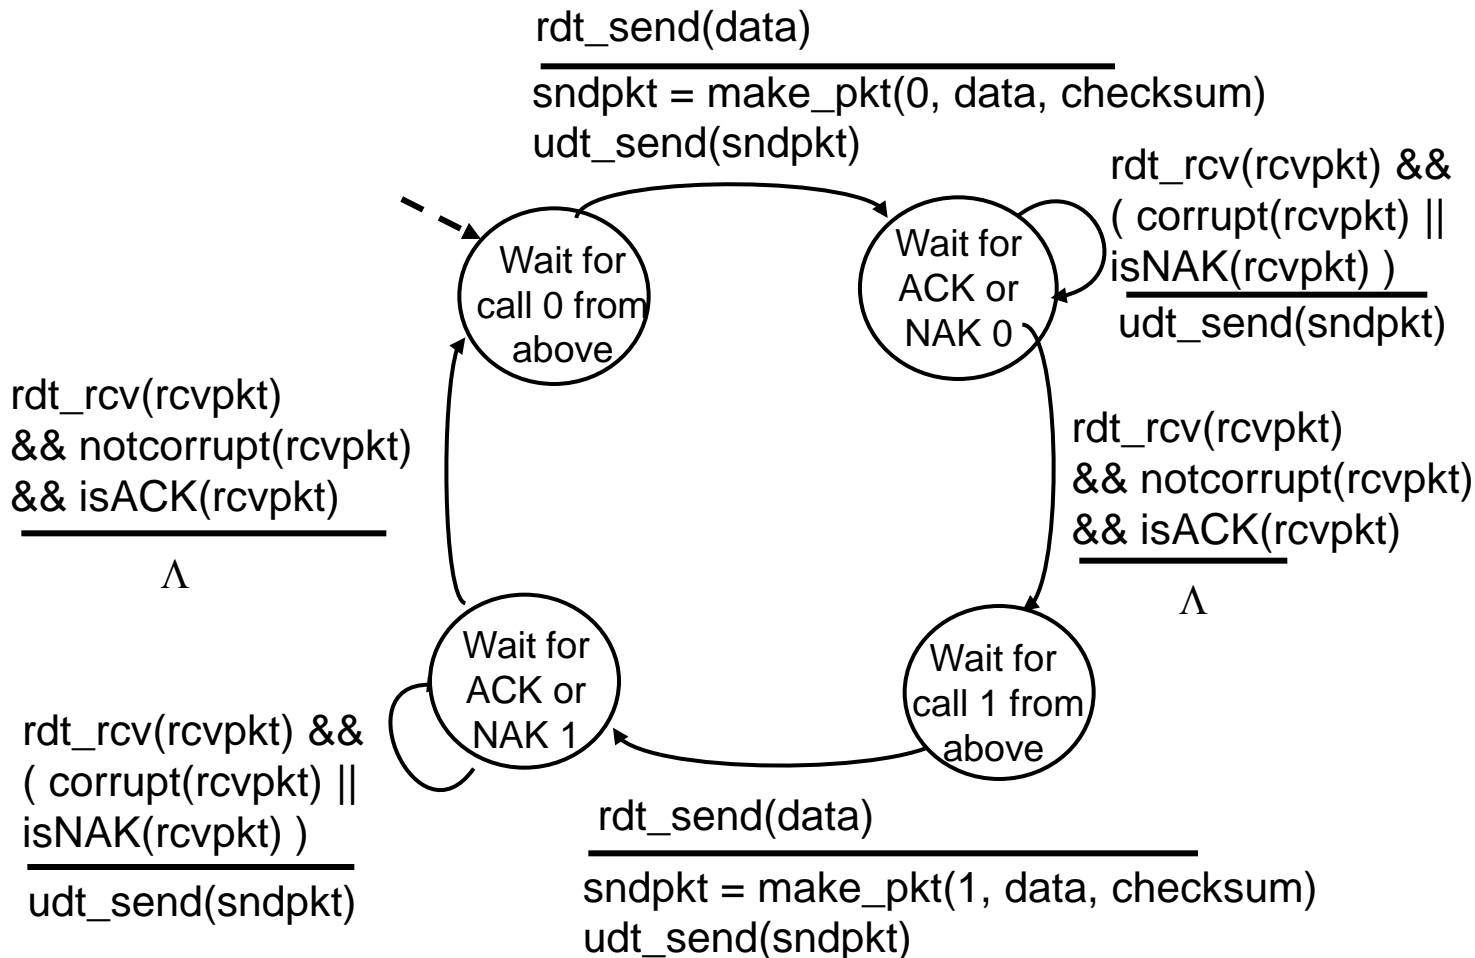 rdt_send(data)
sndpkt = make_pkt(0, data, checksum)
udt_send(sndpkt)
rdt_rcv(rcvpkt) &&
( corrupt(rcvpkt) ||
isNAK(rcvpkt) )
udt_send(sndpkt)
Wait for
call 0 from
above
Wait for
ACK or
NAK 0
rdt_rcv(rcvpkt)
&& notcorrupt(rcvpkt)
&& isACK(rcvpkt)
Λ
rdt_rcv(rcvpkt)
&& notcorrupt(rcvpkt)
&& isACK(rcvpkt)
Λ
Wait for
ACK or
NAK 1
Wait for
call 1 from
above
rdt_rcv(rcvpkt) &&
( corrupt(rcvpkt) ||
isNAK(rcvpkt) )
udt_send(sndpkt)
rdt_send(data)
sndpkt = make_pkt(1, data, checksum)
udt_send(sndpkt)